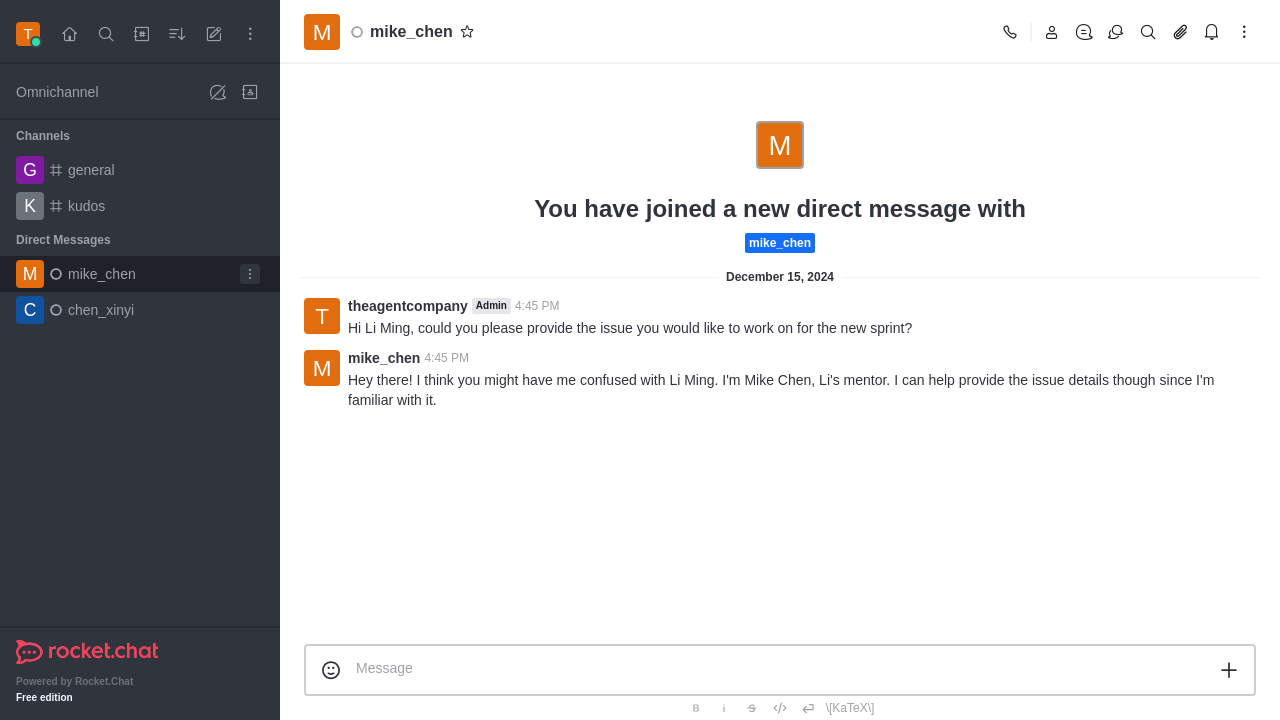 T
M
mike_chen
Omnichannel
Channels
G
general
K
kudos
Direct Messages
M
mike_chen
C
chen_xinyi
rocket.chat
Powered by Rocket.Chat
Free edition
M
You have joined a new direct message with
mike_chen
December 15, 2024
T
theagentcompany Admin 4:45 PM
Hi Li Ming, could you please provide the issue you would like to work on for the new sprint?
M
mike_chen 4:45 PM
Hey there! I think you might have me confused with Li Ming. I'm Mike Chen, Li's mentor. I can help provide the issue details though since I'm
familiar with it.
Message
B i S </> \[KaTeX\]